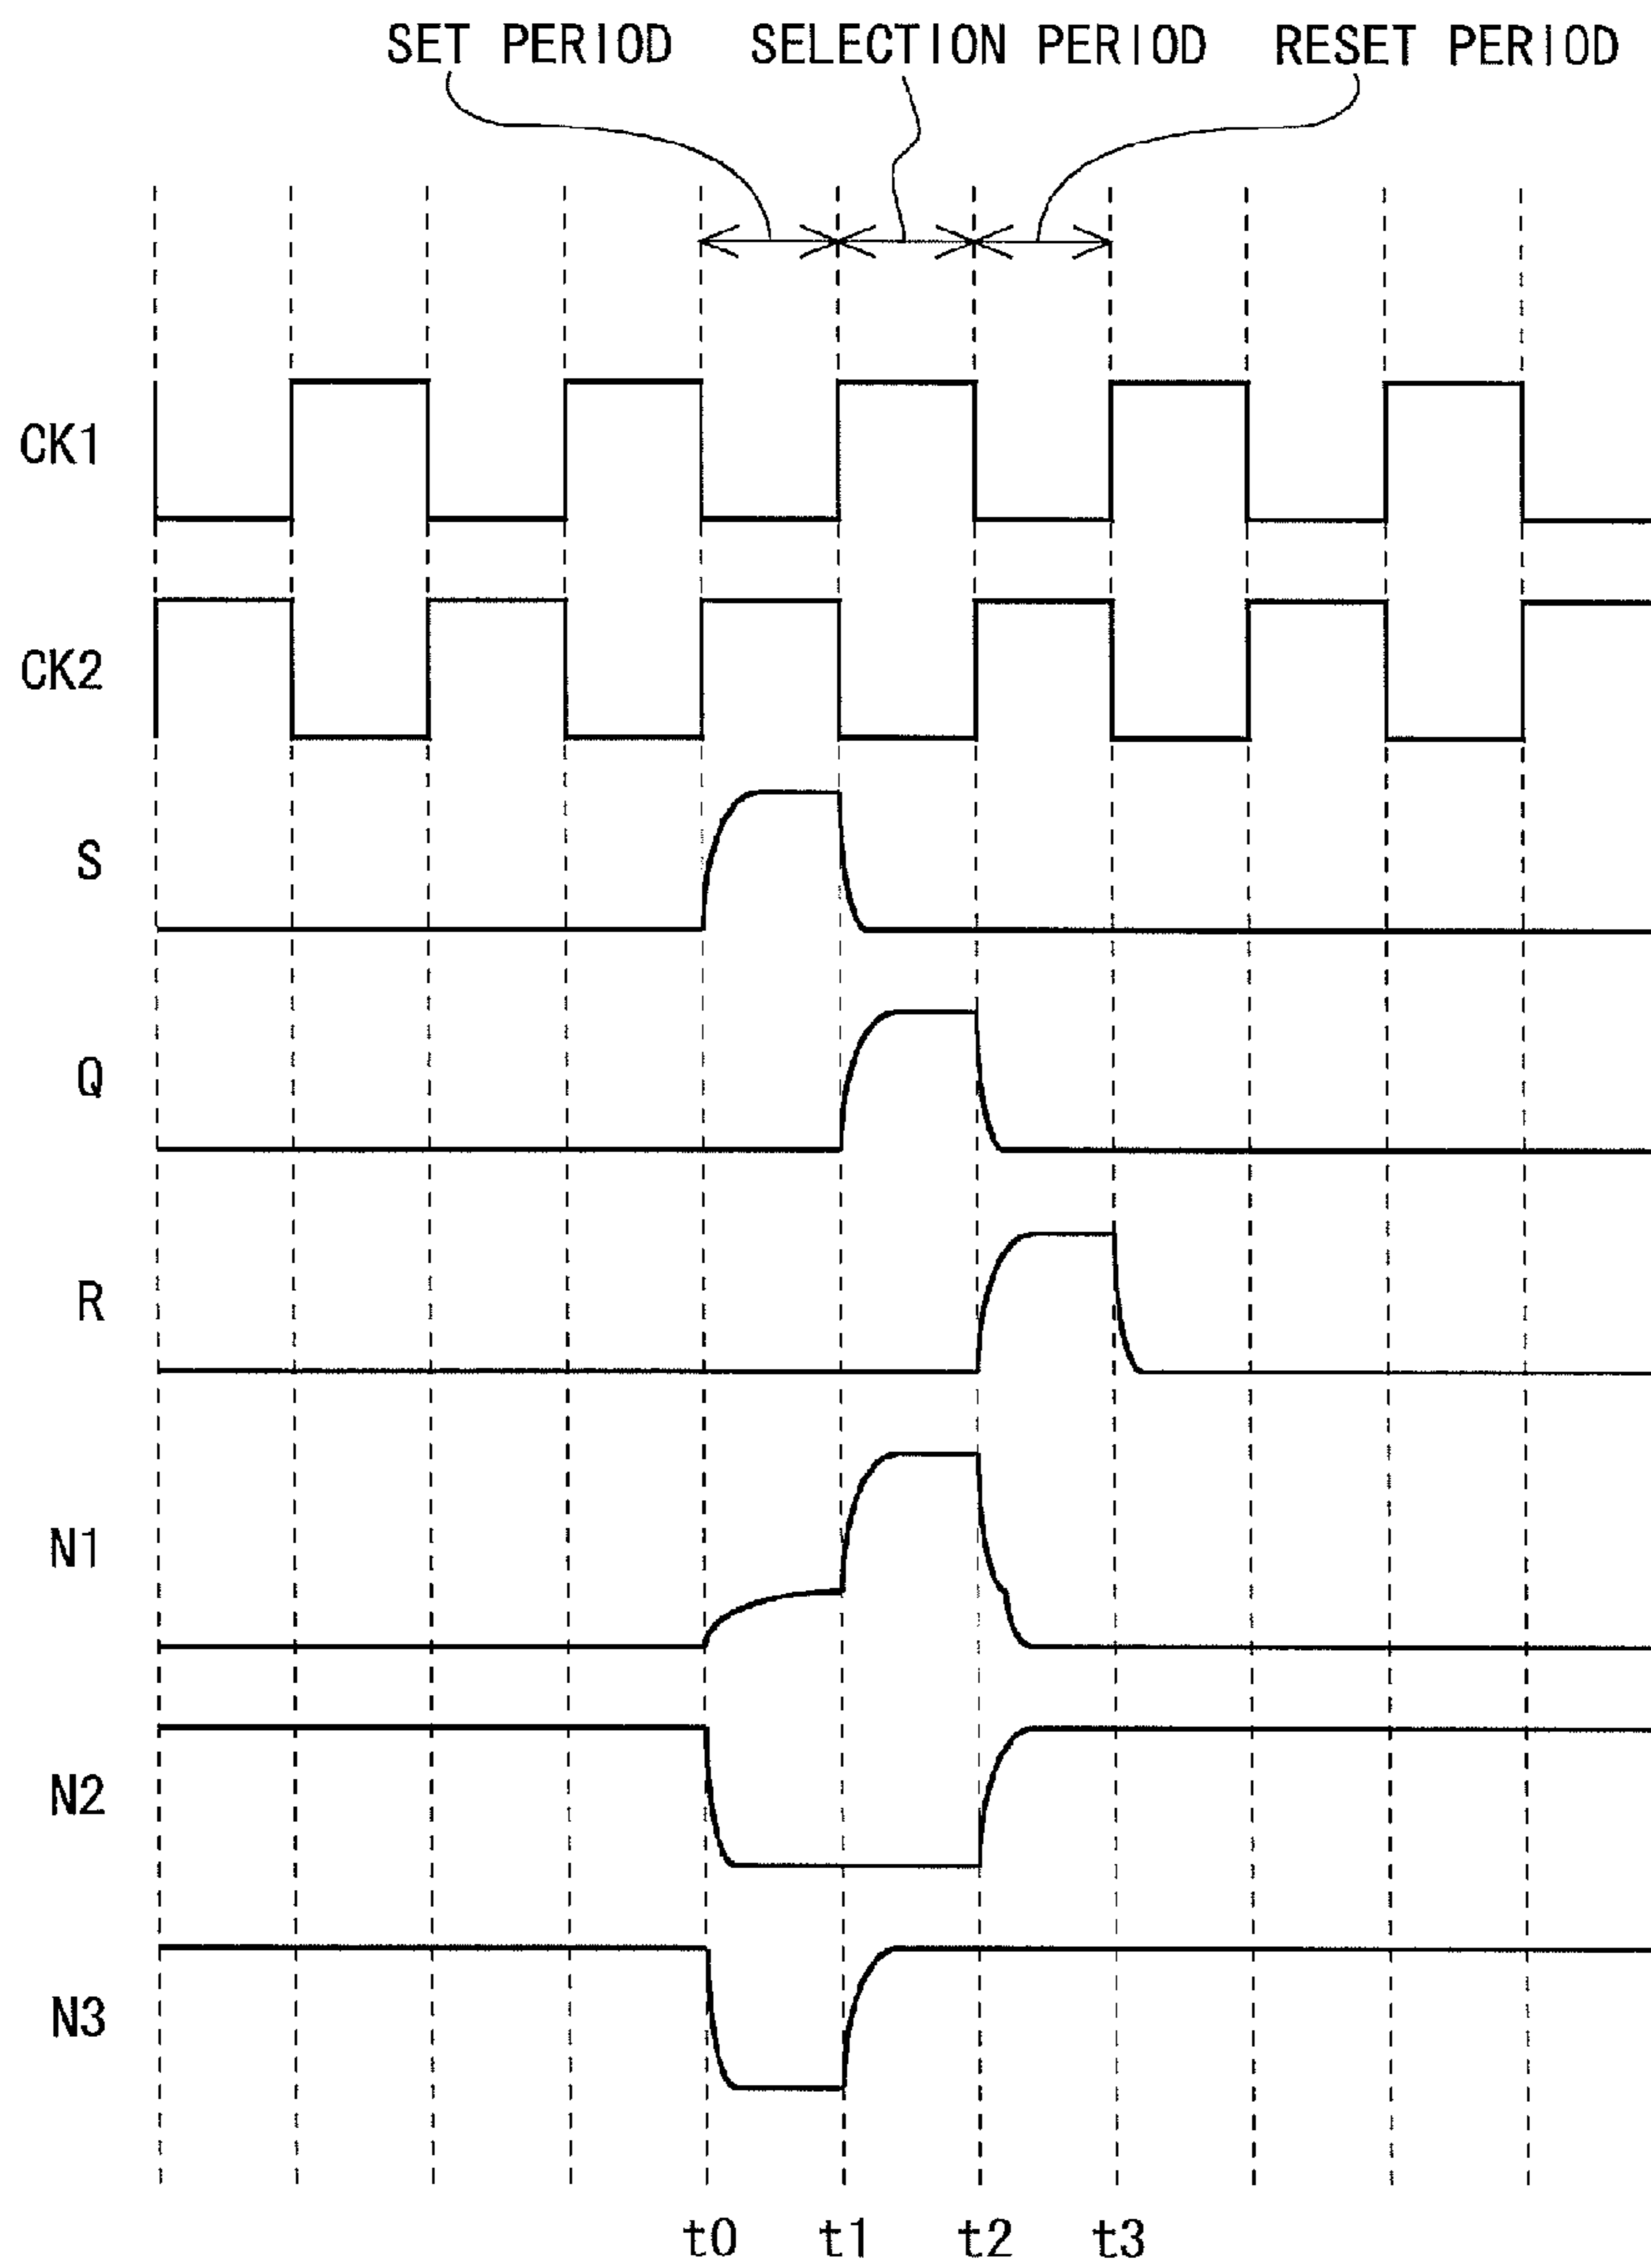 SET PERIOD SELECTION PERIOD RESET PERIOD
CK1
CK2
S
Q
R
N1
N2
N3
t0 t1 t2 t3